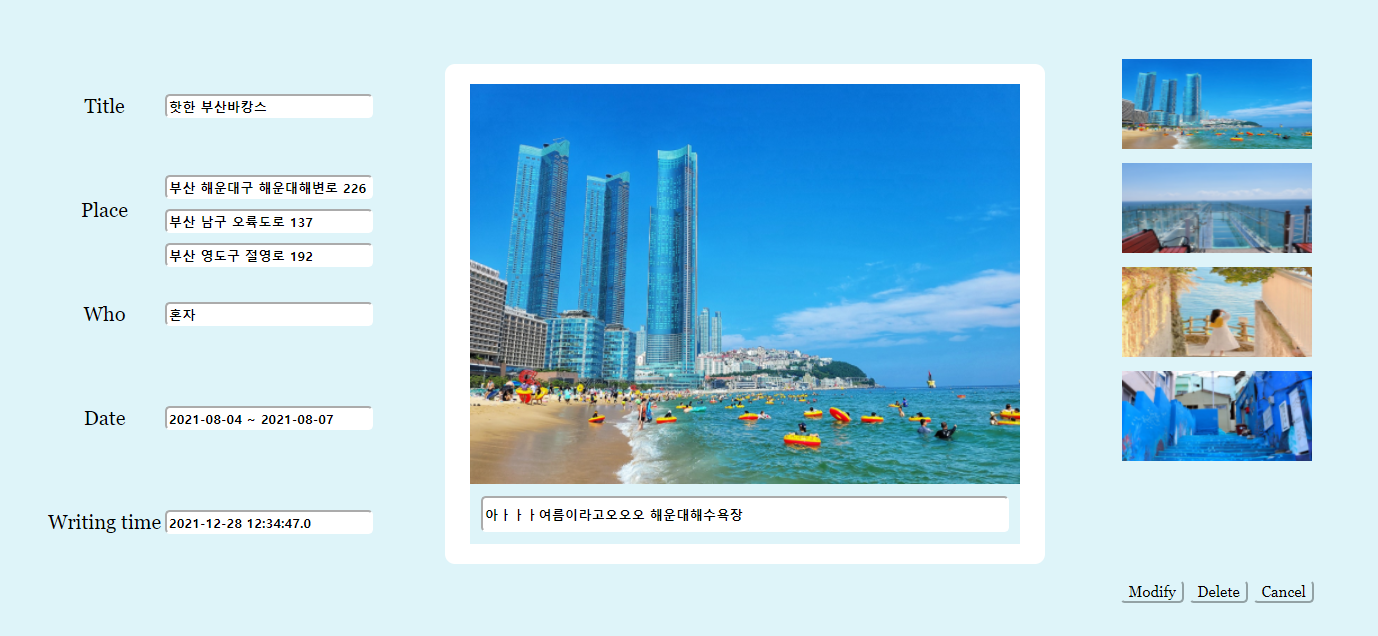 Title 핫한 부산바캉스
Place
부산 해운대구 해운대해변로 226
부산 남구 오륙도로 137
부산 영도구 절영로 192
Who 혼자
Date 2021-08-04 ~ 2021-08-07
Writing time 2021-12-28 12:34:47.0
아ㅏㅏㅏ여름이라고오오오 해운대해수욕장
Modify Delete Cancel